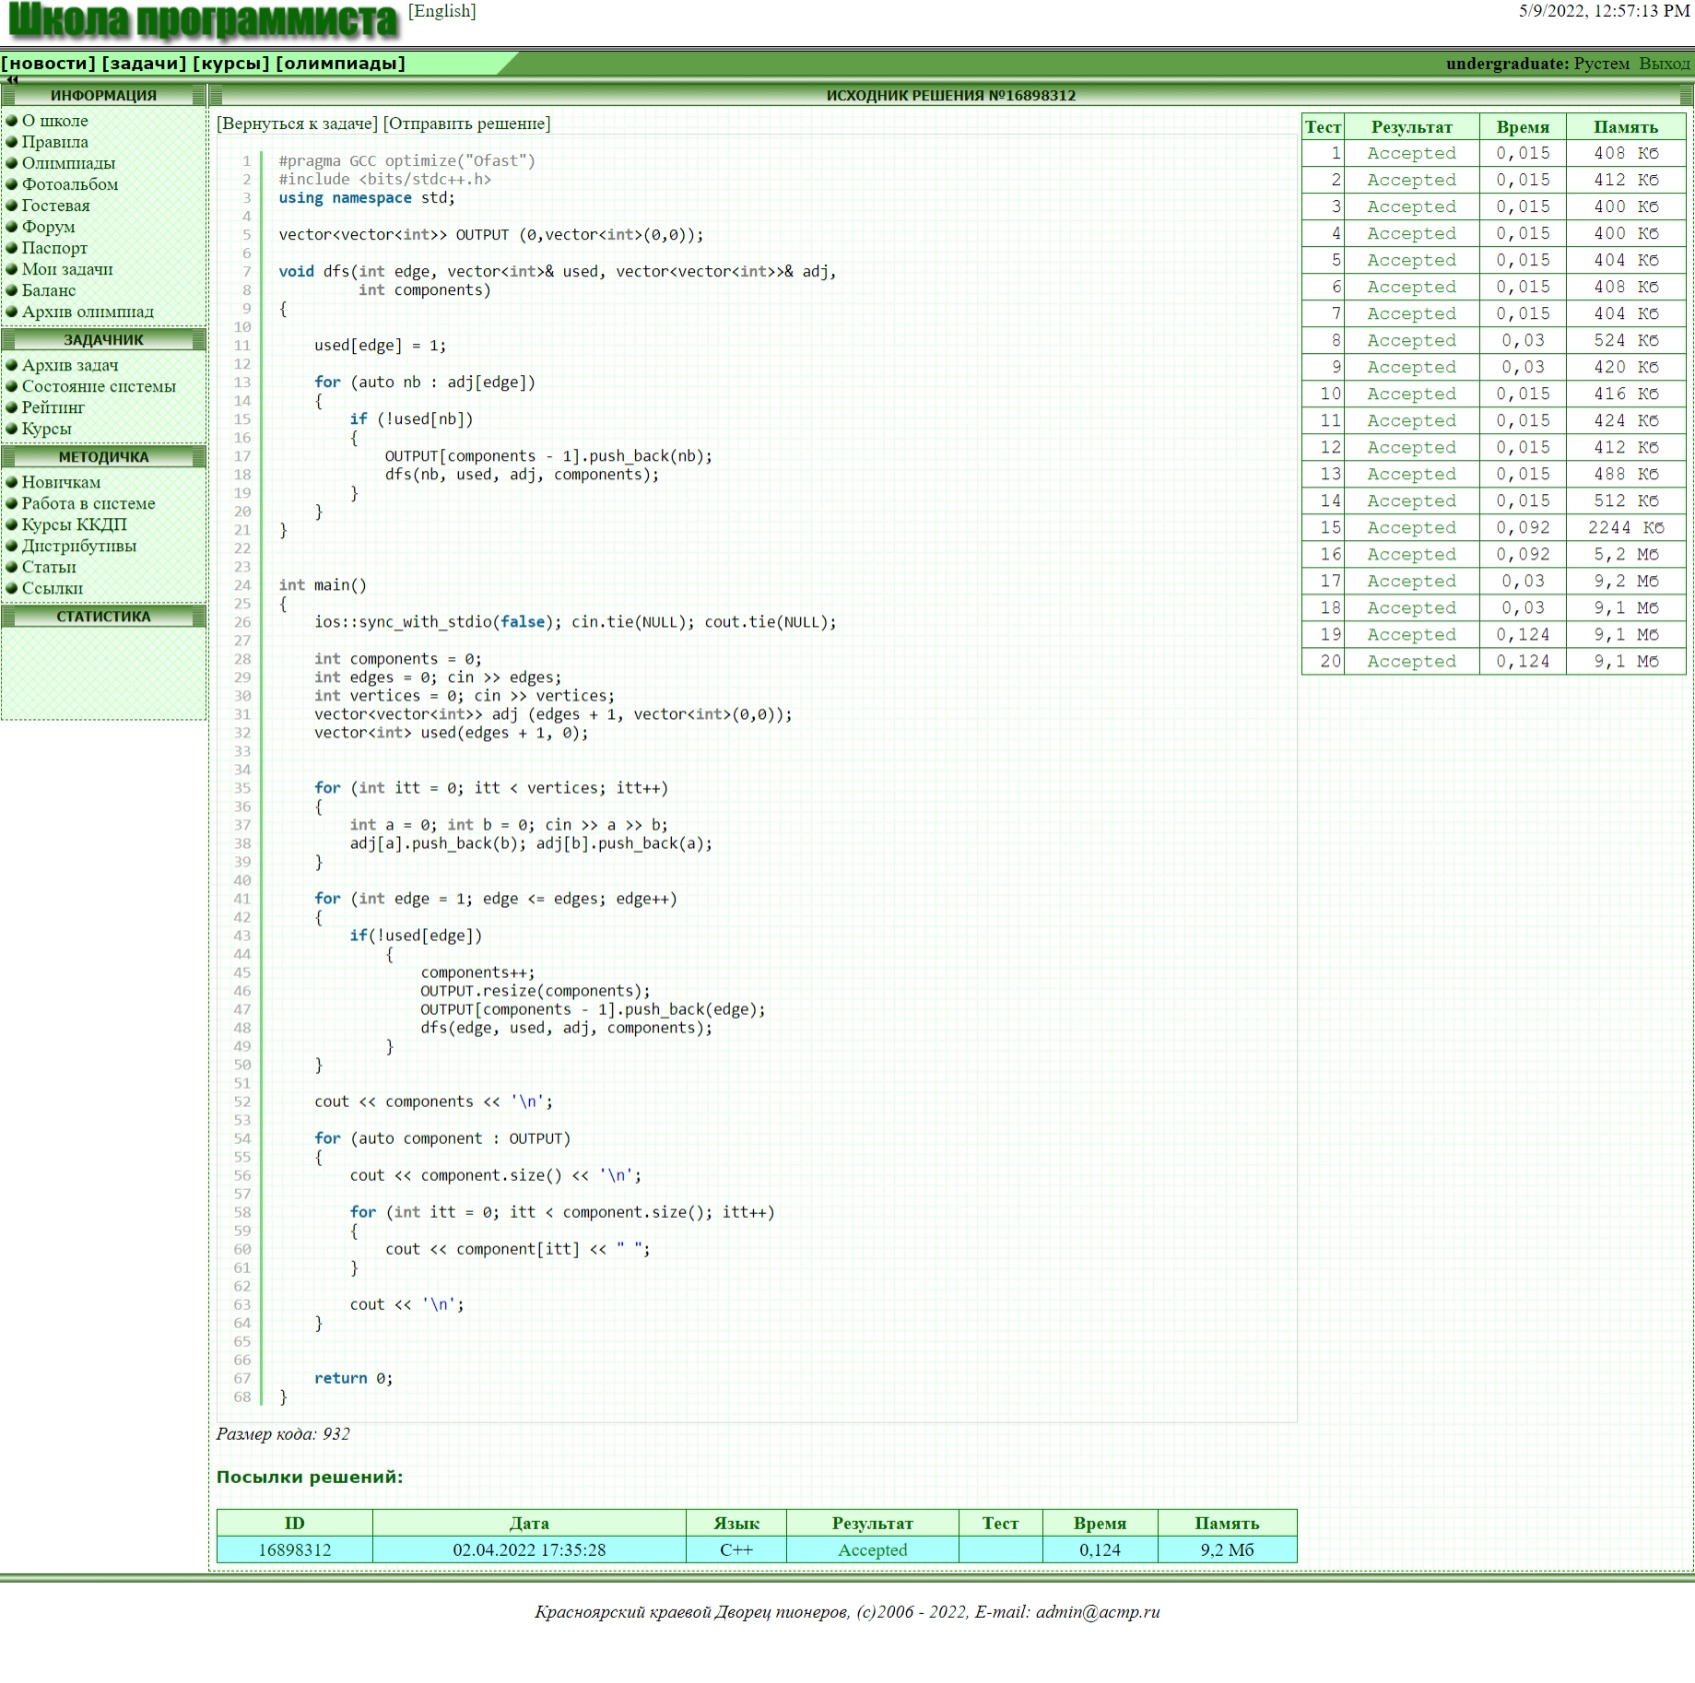 Школа программиста [English] 5/9/2022, 12:57:13 PM
[новости] [задачи] [курсы] [олимпиады] undergraduate: Рустем Выход
ИНФОРМАЦИЯ
О школе
Правила
Олимпиады
Фотоальбом
Гостевая
Форум
Паспорт
Мои задачи
Баланс
Архив олимпиад
ЗАДАЧНИК
Архив задач
Состояние системы
Рейтинг
Курсы
МЕТОДИЧКА
Новичкам
Работа в системе
Курсы ККДП
Дистрибутивы
Статьи
Ссылки
СТАТИСТИКА
ИСХОДНИК РЕШЕНИЯ №16898312
[Вернуться к задаче] [Отправить решение]
1 #pragma GCC optimize("Ofast")
2 #include <bits/stdc++.h>
3 using namespace std;
4
5 vector<vector<int>> OUTPUT (0,vector<int>(0,0));
6
7 void dfs(int edge, vector<int>& used, vector<vector<int>>& adj,
8 int components)
9 {
10
11 used[edge] = 1;
12
13 for (auto nb : adj[edge])
14 {
15 if (!used[nb])
16 {
17 OUTPUT[components - 1].push_back(nb);
18 dfs(nb, used, adj, components);
19 }
20 }
21 }
22
23
24 int main()
25 {
26 ios::sync_with_stdio(false); cin.tie(NULL); cout.tie(NULL);
27
28 int components = 0;
29 int edges = 0; cin >> edges;
30 int vertices = 0; cin >> vertices;
31 vector<vector<int>> adj (edges + 1, vector<int>(0,0));
32 vector<int> used(edges + 1, 0);
33
34
35 for (int itt = 0; itt < vertices; itt++)
36 {
37 int a = 0; int b = 0; cin >> a >> b;
38 adj[a].push_back(b); adj[b].push_back(a);
39 }
40
41 for (int edge = 1; edge <= edges; edge++)
42 {
43 if(!used[edge])
44 {
45 components++;
46 OUTPUT.resize(components);
47 OUTPUT[components - 1].push_back(edge);
48 dfs(edge, used, adj, components);
49 }
50 }
51
52 cout << components << '\n';
53
54 for (auto component : OUTPUT)
55 {
56 cout << component.size() << '\n';
57
58 for (int itt = 0; itt < component.size(); itt++)
59 {
60 cout << component[itt] << " ";
61 }
62
63 cout << '\n';
64 }
65
66
67 return 0;
68 }
Размер кода: 932
Тест Результат Время Память
1 Accepted 0,015 408 Кб
2 Accepted 0,015 412 Кб
3 Accepted 0,015 400 Кб
4 Accepted 0,015 400 Кб
5 Accepted 0,015 404 Кб
6 Accepted 0,015 408 Кб
7 Accepted 0,015 404 Кб
8 Accepted 0,03 524 Кб
9 Accepted 0,03 420 Кб
10 Accepted 0,015 416 Кб
11 Accepted 0,015 424 Кб
12 Accepted 0,015 412 Кб
13 Accepted 0,015 488 Кб
14 Accepted 0,015 512 Кб
15 Accepted 0,092 2244 Кб
16 Accepted 0,092 5,2 Мб
17 Accepted 0,03 9,2 Мб
18 Accepted 0,03 9,1 Мб
19 Accepted 0,124 9,1 Мб
20 Accepted 0,124 9,1 Мб
Посылки решений:
ID Дата Язык Результат Тест Время Память
16898312 02.04.2022 17:35:28 C++ Accepted 0,124 9,2 Мб
Красноярский краевой Дворец пионеров, (c)2006 - 2022, E-mail: admin@acmp.ru